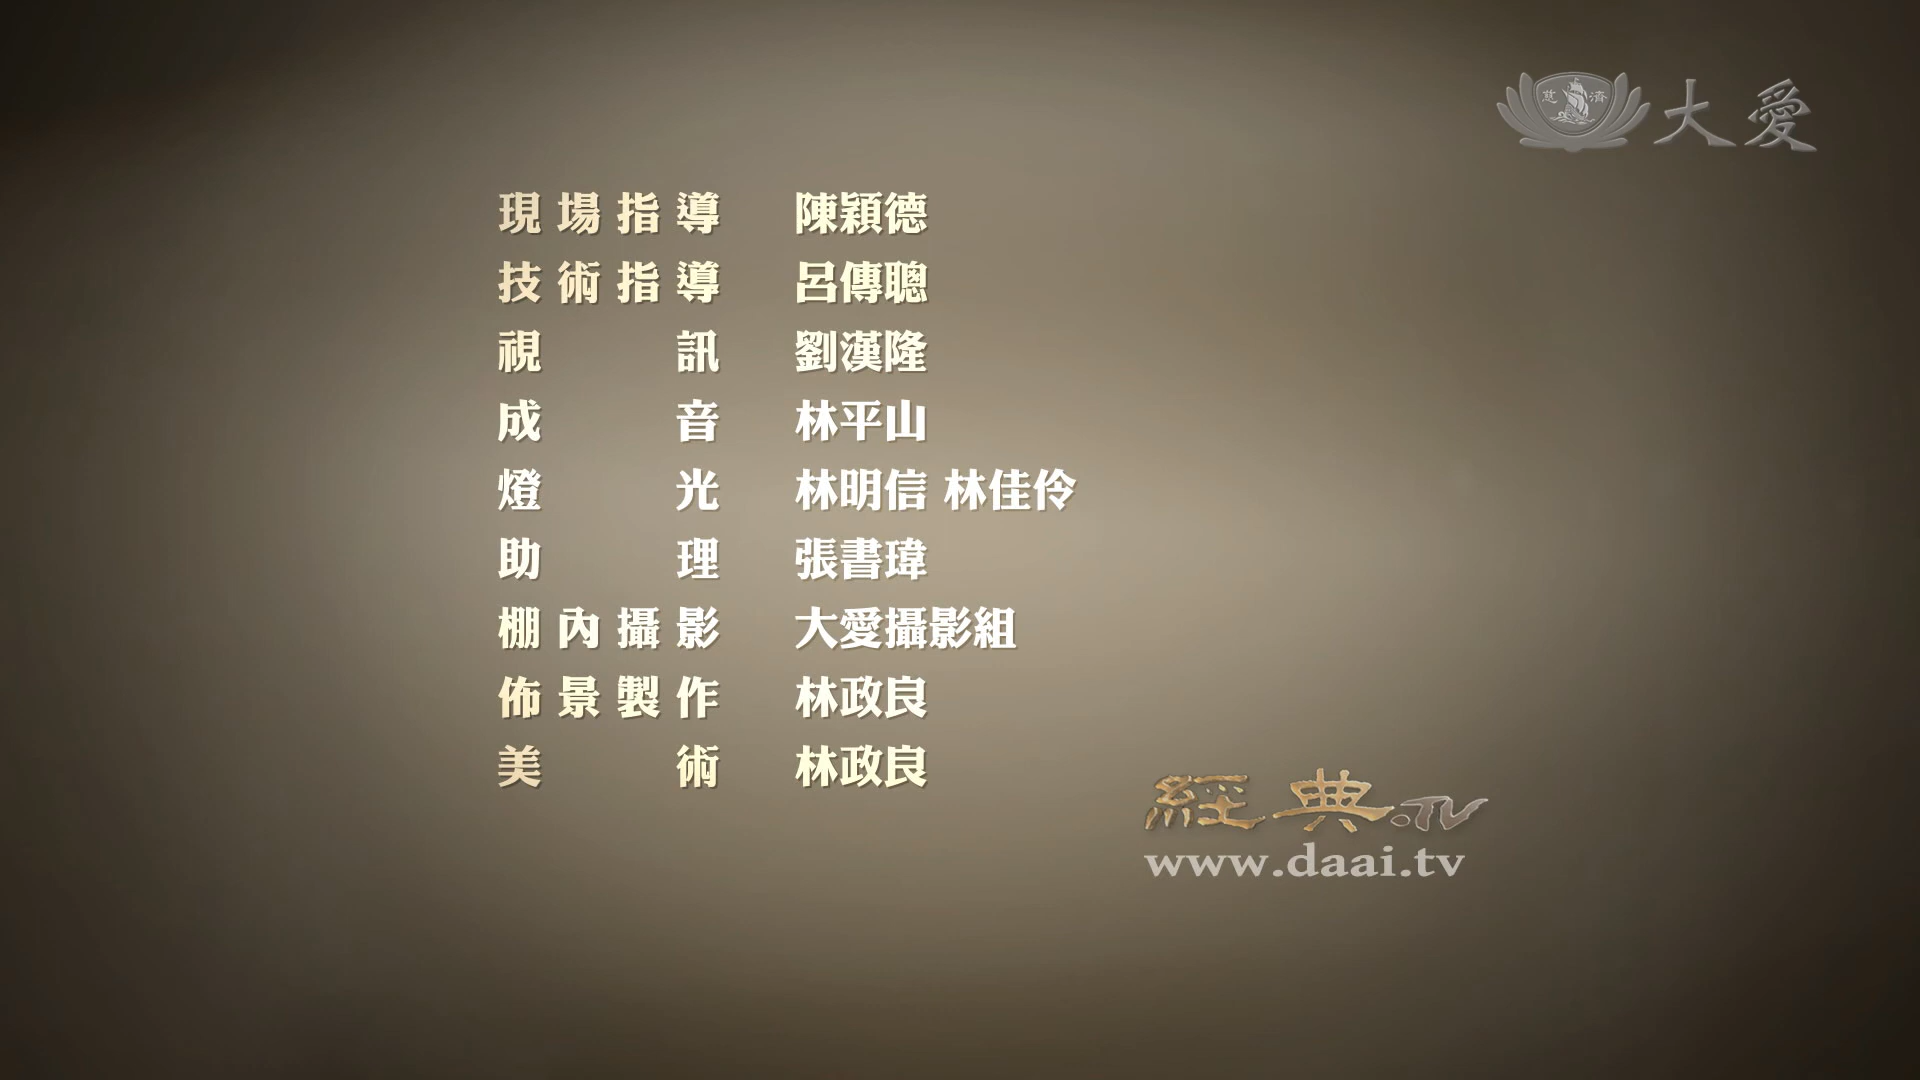 慈濟 大愛
現場指導 陳穎德
技術指導 呂傳聰
視訊 劉漢隆
成音 林平山
燈光 林明信 林佳伶
助理 張書瑋
棚內攝影 大愛攝影組
佈景製作 林政良
美術 林政良
經典.TV
www.daai.tv